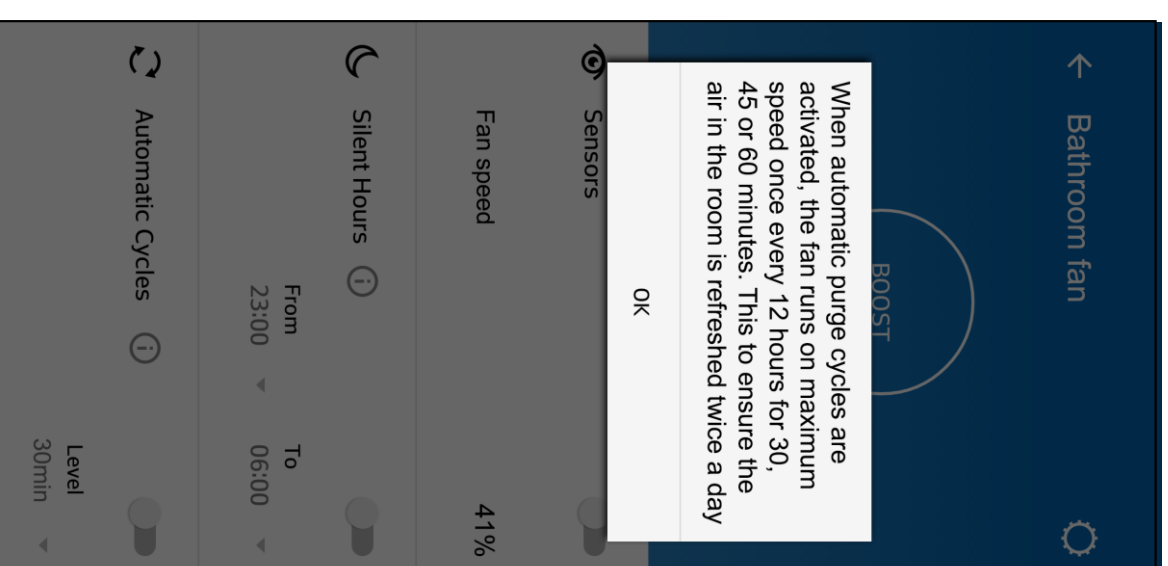 Bathroom fan
BOOST
When automatic purge cycles are
activated, the fan runs on maximum
speed once every 12 hours for 30,
45 or 60 minutes. This to ensure the
air in the room is refreshed twice a day
OK
Sensors
Fan speed 41%
Silent Hours
From To
23:00 06:00
Automatic Cycles
Level
30min